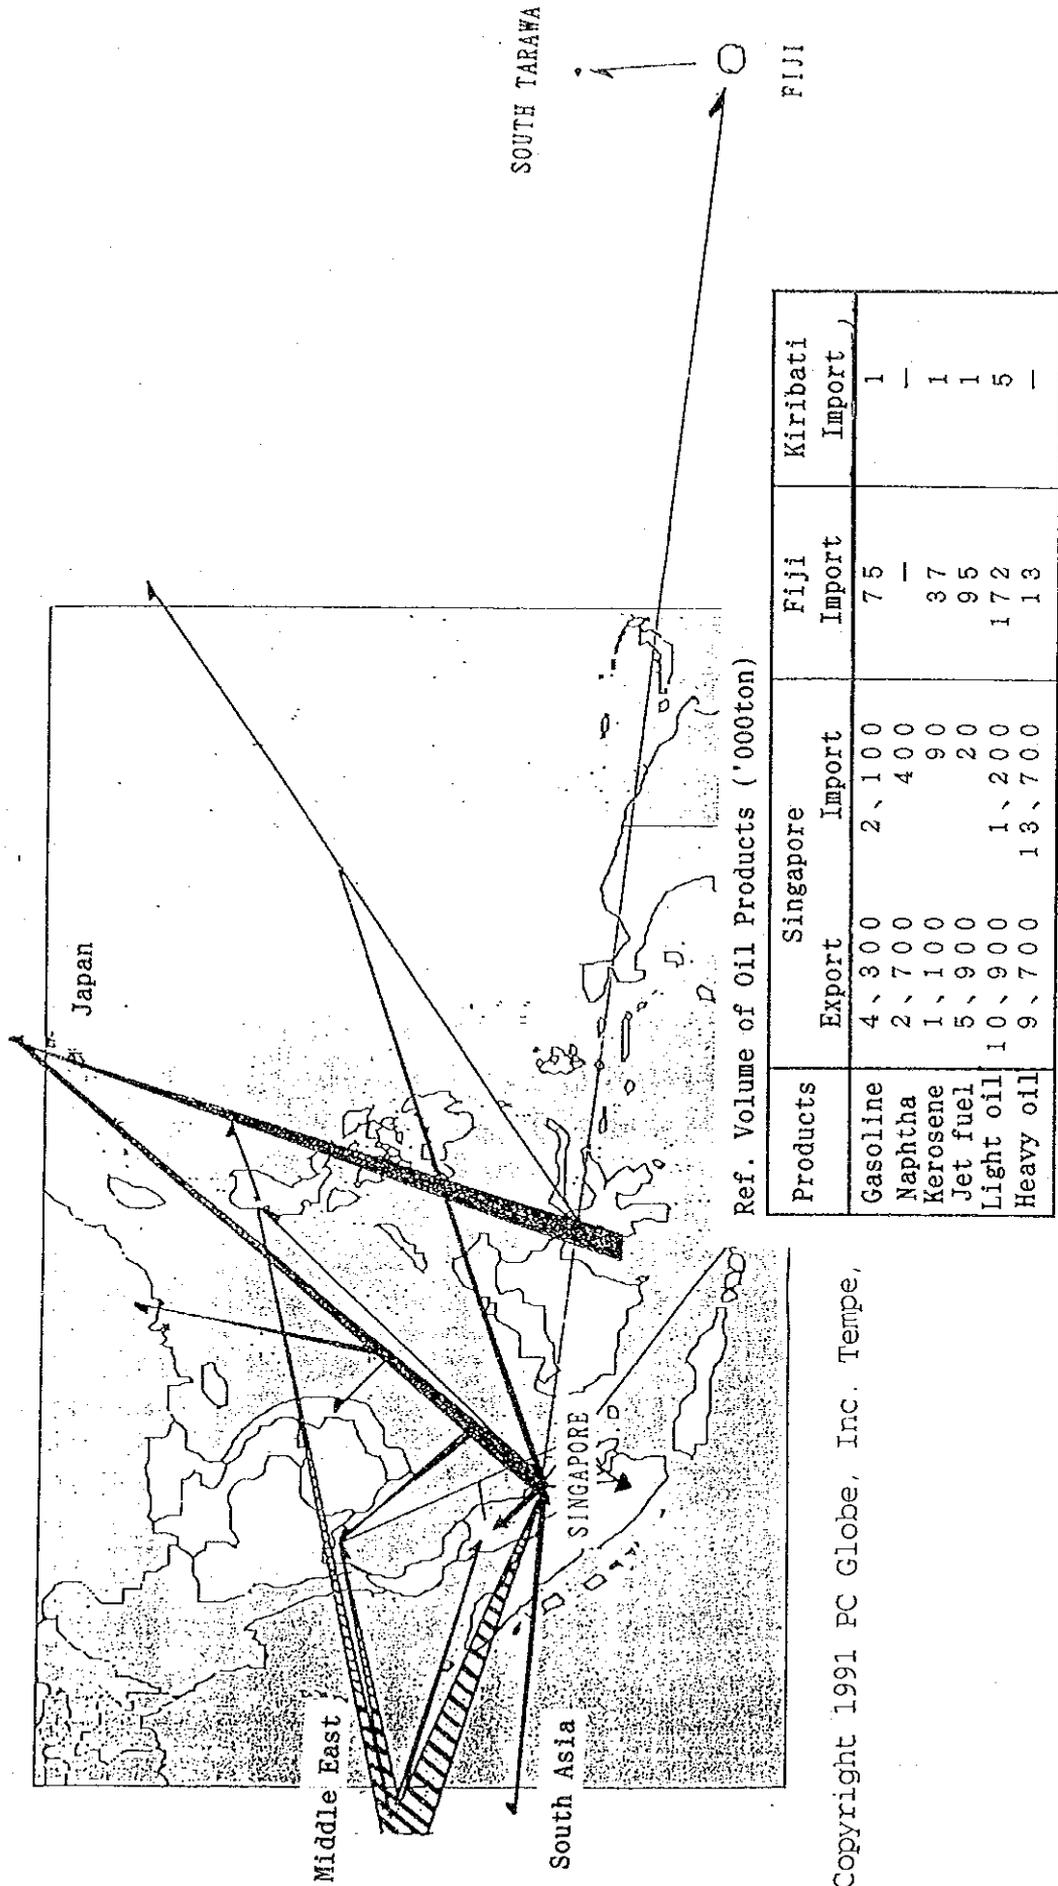 SOUTH TARAWA
FIJI
Japan
Middle East
South Asia
SINGAPORE
Ref. Volume of Oil Products ('000ton)
Products Singapore Fiji Kiribati
Export Import Import Import
Gasoline 4、300 2、100 75 1
Naphtha 2、700 400 — —
Kerosene 1、100 90 37 1
Jet fuel 5、900 20 95 1
Light oil 10、900 1、200 172 5
Heavy oil 9、700 13、700 13 —
Copyright 1991 PC Globe, Inc. Tempe,